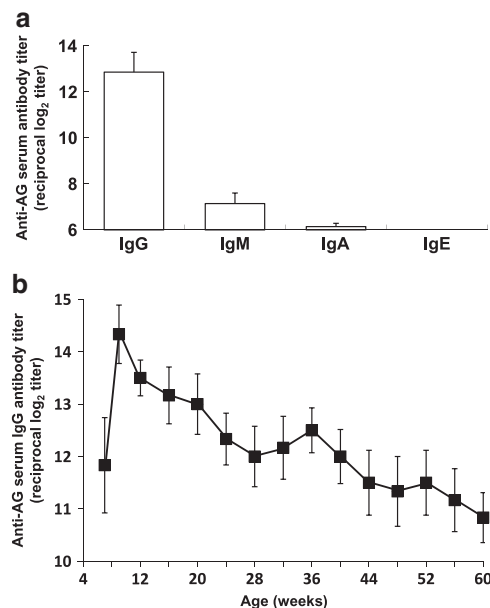 a
Anti-AG serum antibody titer
(reciprocal log₂ titer)
14
12
10
8
6
IgG IgM IgA IgE
b
Anti-AG serum IgG antibody titer
(reciprocal log₂ titer)
15
14
13
12
11
10
4 12 20 28 36 44 52 60
Age (weeks)